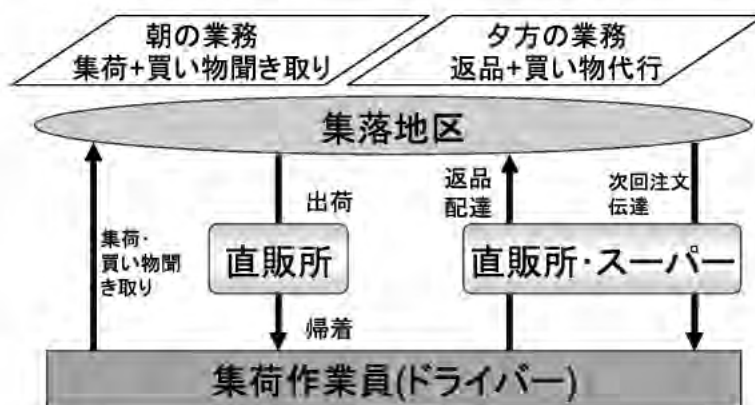 朝の業務
集荷+買い物聞き取り
夕方の業務
返品+買い物代行
集落地区
集荷・
買い物聞
き取り
出荷
直販所
帰着
返品
配達
次回注文
伝達
直販所・スーパー
集荷作業員(ドライバー)